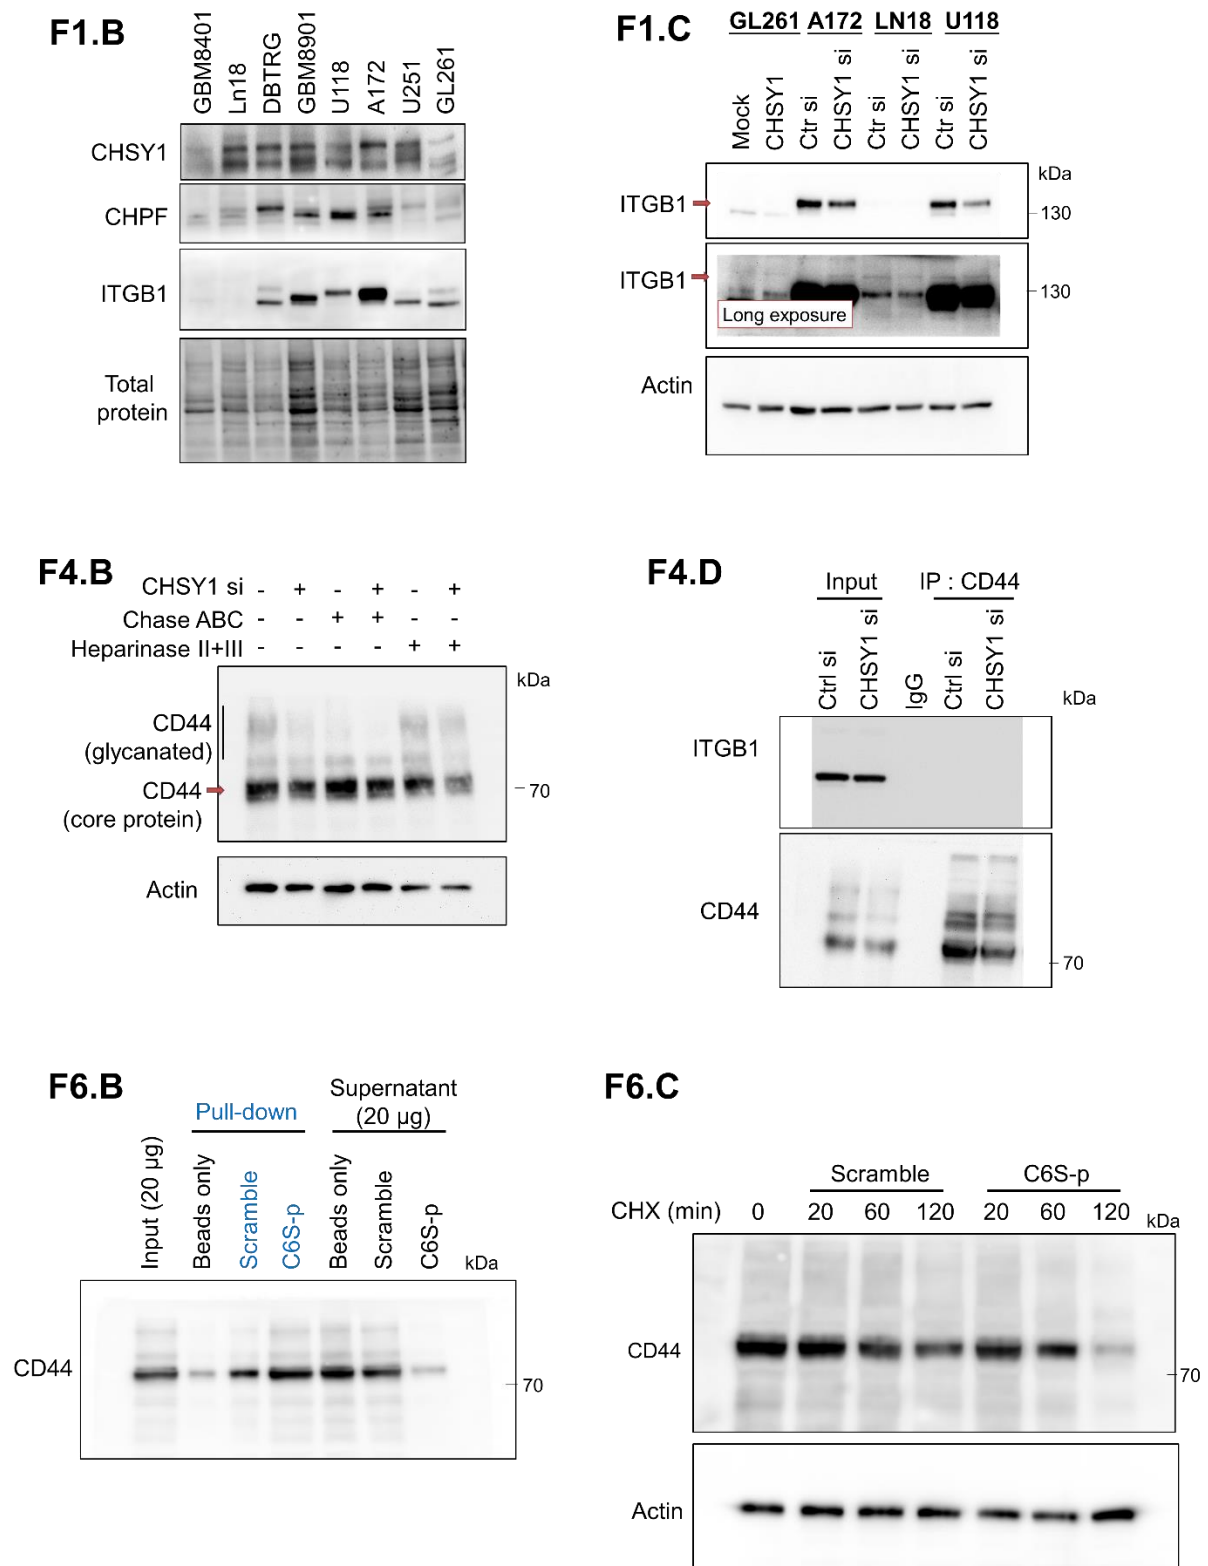 F1.B
GBM8401
Ln18
DBTRG
GBM8901
U118
A172
U251
GL261
CHSY1
CHPF
ITGB1
Total
protein
F1.C
GL261 A172 LN18 U118
Mock
CHSY1
Ctr si
CHSY1 si
Ctr si
CHSY1 si
Ctr si
CHSY1 si
kDa
ITGB1
130
ITGB1
130
Long exposure
Actin
F4.B
CHSY1 si - + - + - +
Chase ABC - - + + - -
Heparinase II+III - - - - + +
kDa
CD44
(glycanated)
CD44
70
(core protein)
Actin
F4.D
Input IP : CD44
Ctrl si
CHSY1 si
IgG
Ctrl si
CHSY1 si
kDa
ITGB1
CD44
70
F6.B
Pull-down
Supernatant
(20 µg)
Input (20 µg)
Beads only
Scramble
C6S-p
Beads only
Scramble
C6S-p
kDa
CD44
70
F6.C
Scramble C6S-p
CHX (min) 0 20 60 120 20 60 120
kDa
CD44
70
Actin